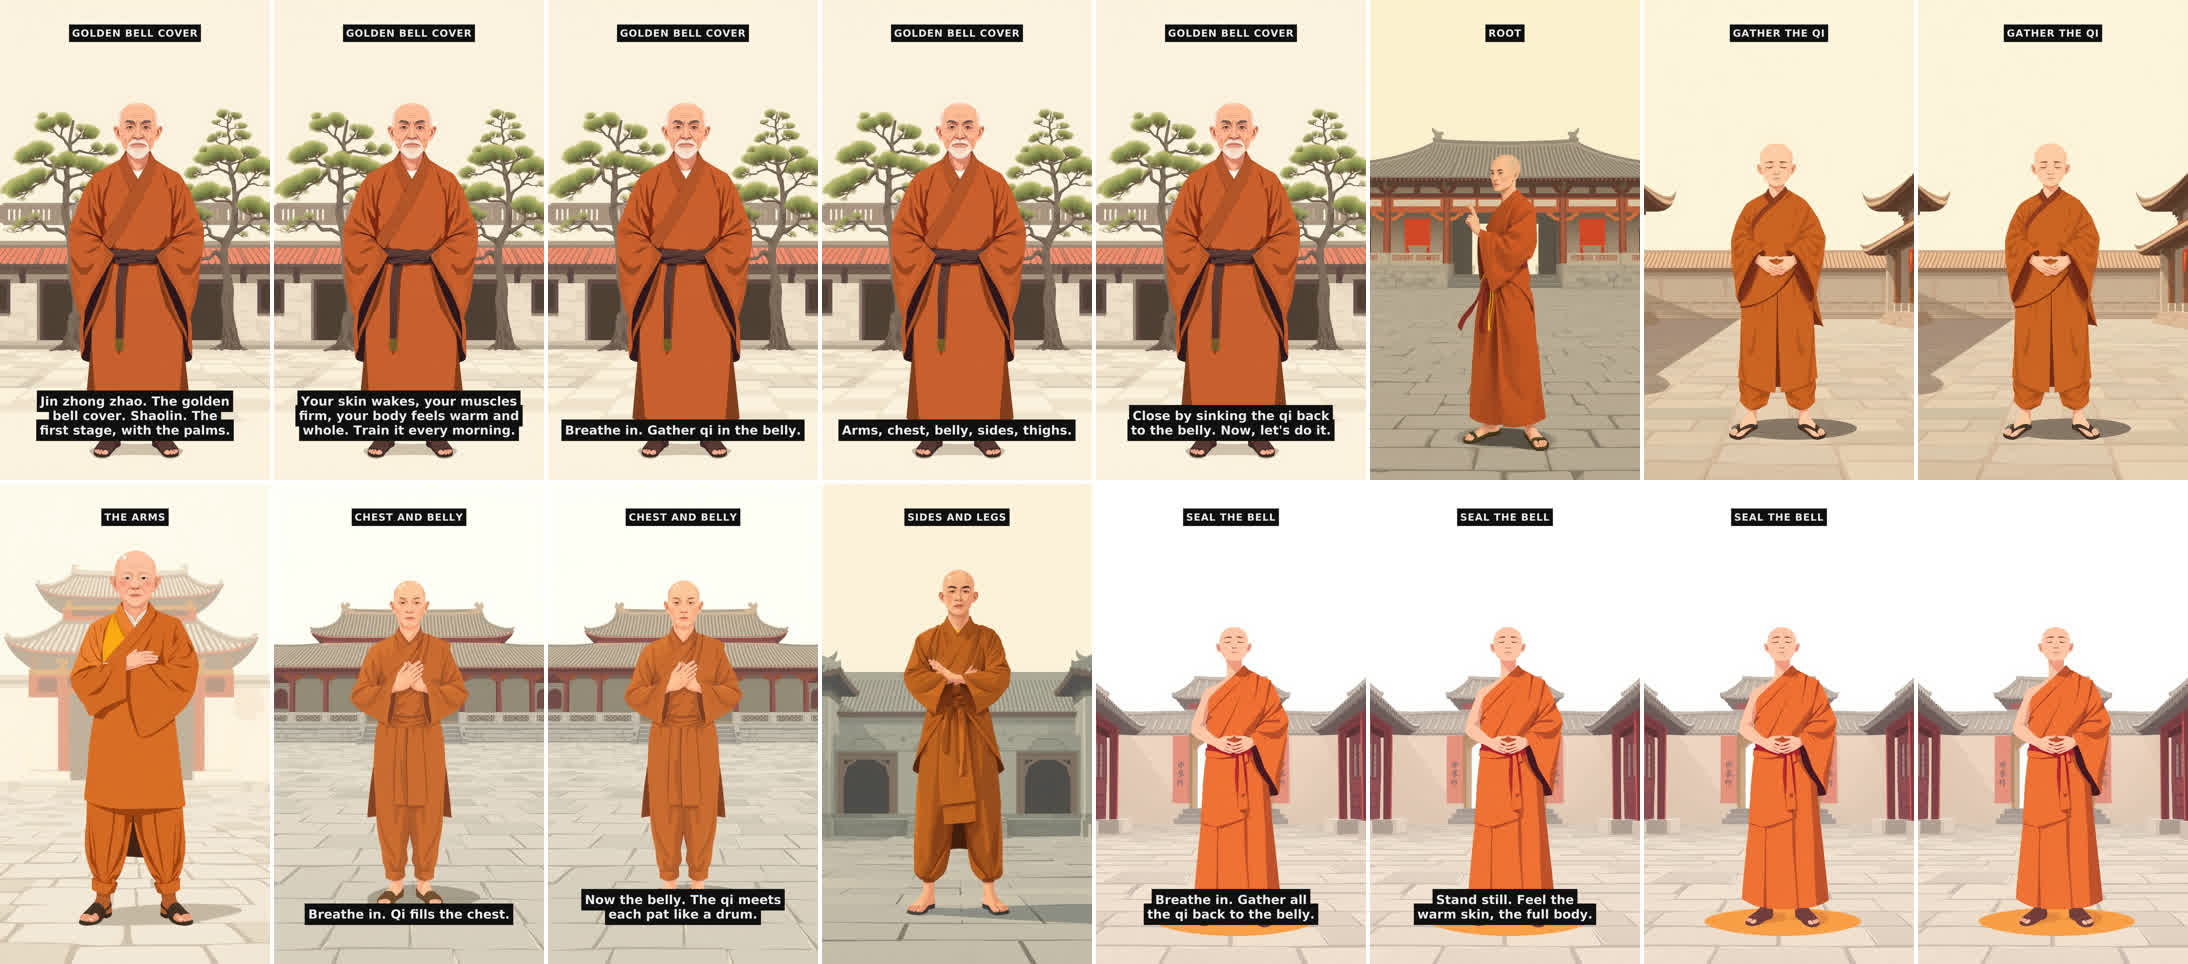 GOLDEN BELL COVER
Jin zhong zhao. The golden
bell cover. Shaolin. The
first stage, with the palms.
GOLDEN BELL COVER
Your skin wakes, your muscles
firm, your body feels warm and
whole. Train it every morning.
GOLDEN BELL COVER
Breathe in. Gather qi in the belly.
GOLDEN BELL COVER
Arms, chest, belly, sides, thighs.
GOLDEN BELL COVER
Close by sinking the qi back
to the belly. Now, let's do it.
ROOT
GATHER THE QI
GATHER THE QI
THE ARMS
CHEST AND BELLY
Breathe in. Qi fills the chest.
CHEST AND BELLY
Now the belly. The qi meets
each pat like a drum.
SIDES AND LEGS
SEAL THE BELL
Breathe in. Gather all
the qi back to the belly.
SEAL THE BELL
Stand still. Feel the
warm skin, the full body.
SEAL THE BELL